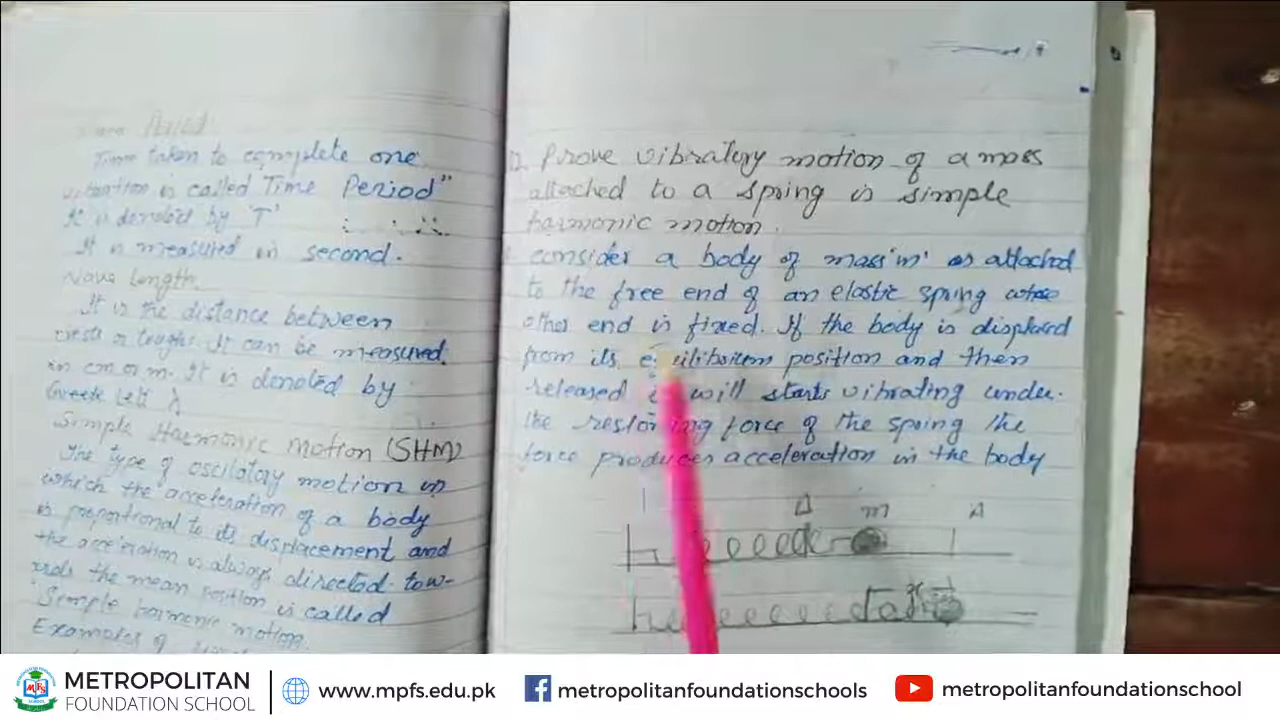 Time taken to complete one
vibration is called Time Period"
It is denoted by 'T'
It is measured in second.
Wave length.
It is the distance between
crests or troughs. It can be measured.
in cm or m. It is denoted by
Greek Lett λ
Simple Harmonic Motion (SHM)
The type of oscilatory motion in
which the acceleration of a body
is proportional to its displacement and
the acceleration is always directed tow-
ards the mean position is called
Simple harmonic motion.
Examples of
Prove vibratory motion of a mass
attached to a spring is simple
harmonic motion.
consider a body of mass 'm' attached
to the free end of an elastic spring whose
other end is fixed. If the body is displaced
from its position and then
released will starts vibrating under.
the restoring force of the spring the
force produces acceleration in the body
m A
METROPOLITAN
FOUNDATION SCHOOL
www.mpfs.edu.pk
metropolitanfoundationschools
metropolitanfoundationschool